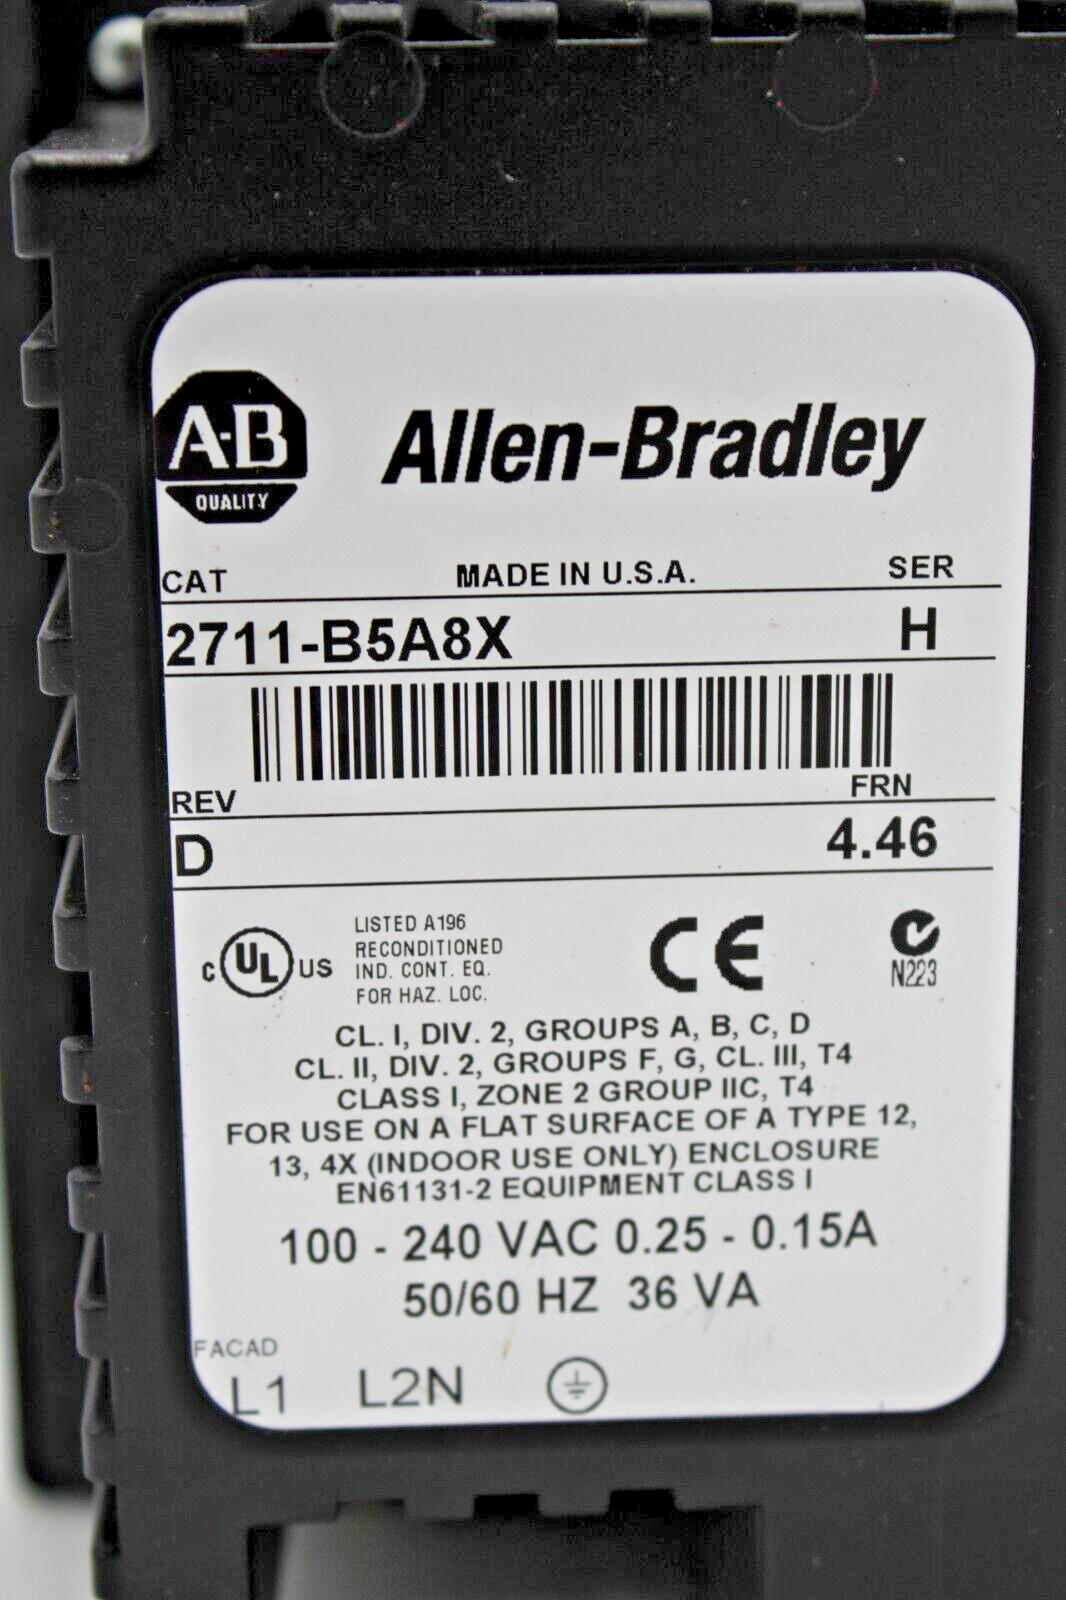 A-B
QUALITY
Allen-Bradley
CAT MADE IN U.S.A. SER
2711-B5A8X H
REV FRN
D 4.46
C UL US
LISTED A196
RECONDITIONED
IND. CONT. EQ.
FOR HAZ. LOC.
CE
N223
CL. I, DIV. 2, GROUPS A, B, C, D
CL. II, DIV. 2, GROUPS F, G, CL. III, T4
CLASS I, ZONE 2 GROUP IIC, T4
FOR USE ON A FLAT SURFACE OF A TYPE 12,
13, 4X (INDOOR USE ONLY) ENCLOSURE
EN61131-2 EQUIPMENT CLASS I
100 - 240 VAC 0.25 - 0.15A
50/60 HZ 36 VA
FACAD
L1 L2N